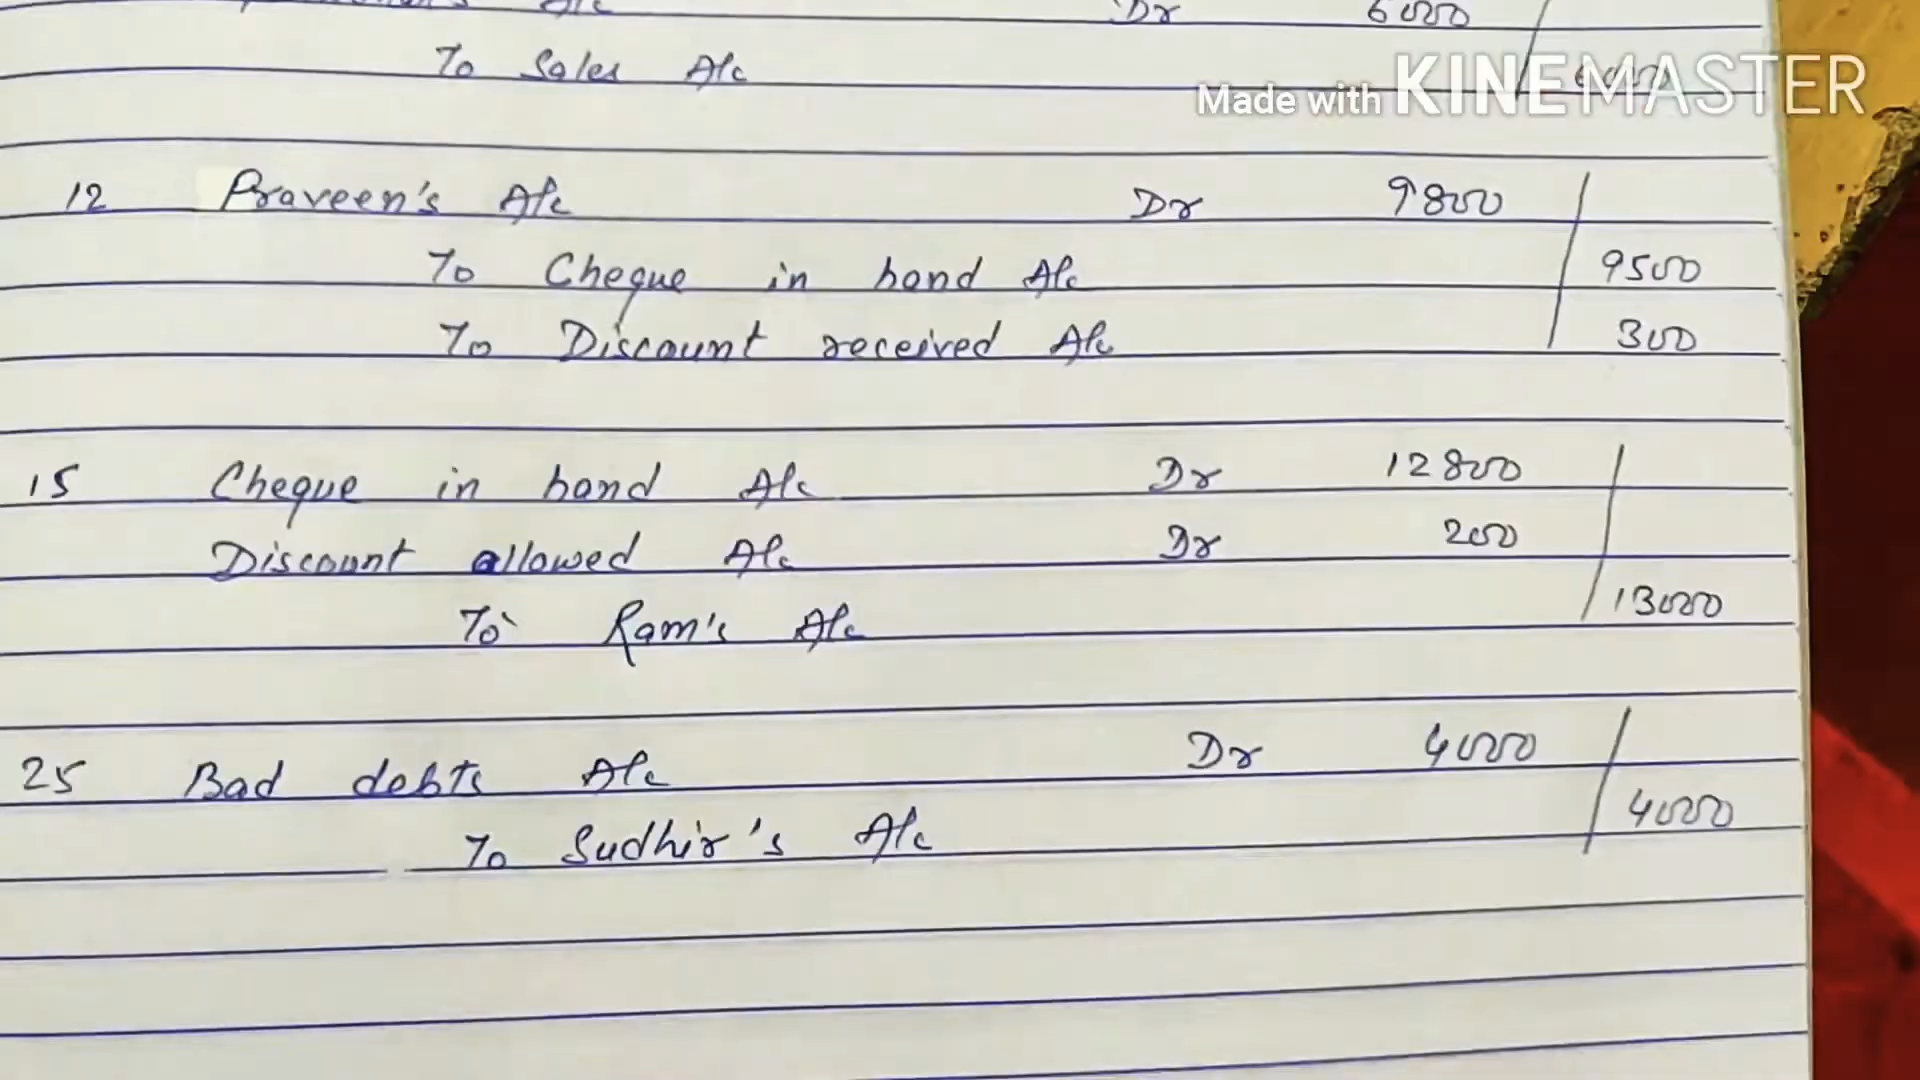 A/c Dr 6000
To Sales A/c
Made with KINEMASTER
12 Praveen's A/c Dr 9800
To Cheque in hand A/c 9500
To Discount received A/c 300
15 Cheque in hand A/c Dr 12800
Discount allowed A/c Dr 200
To Ram's A/c 13000
25 Bad debts A/c Dr 4000
To Sudhir's A/c 4000